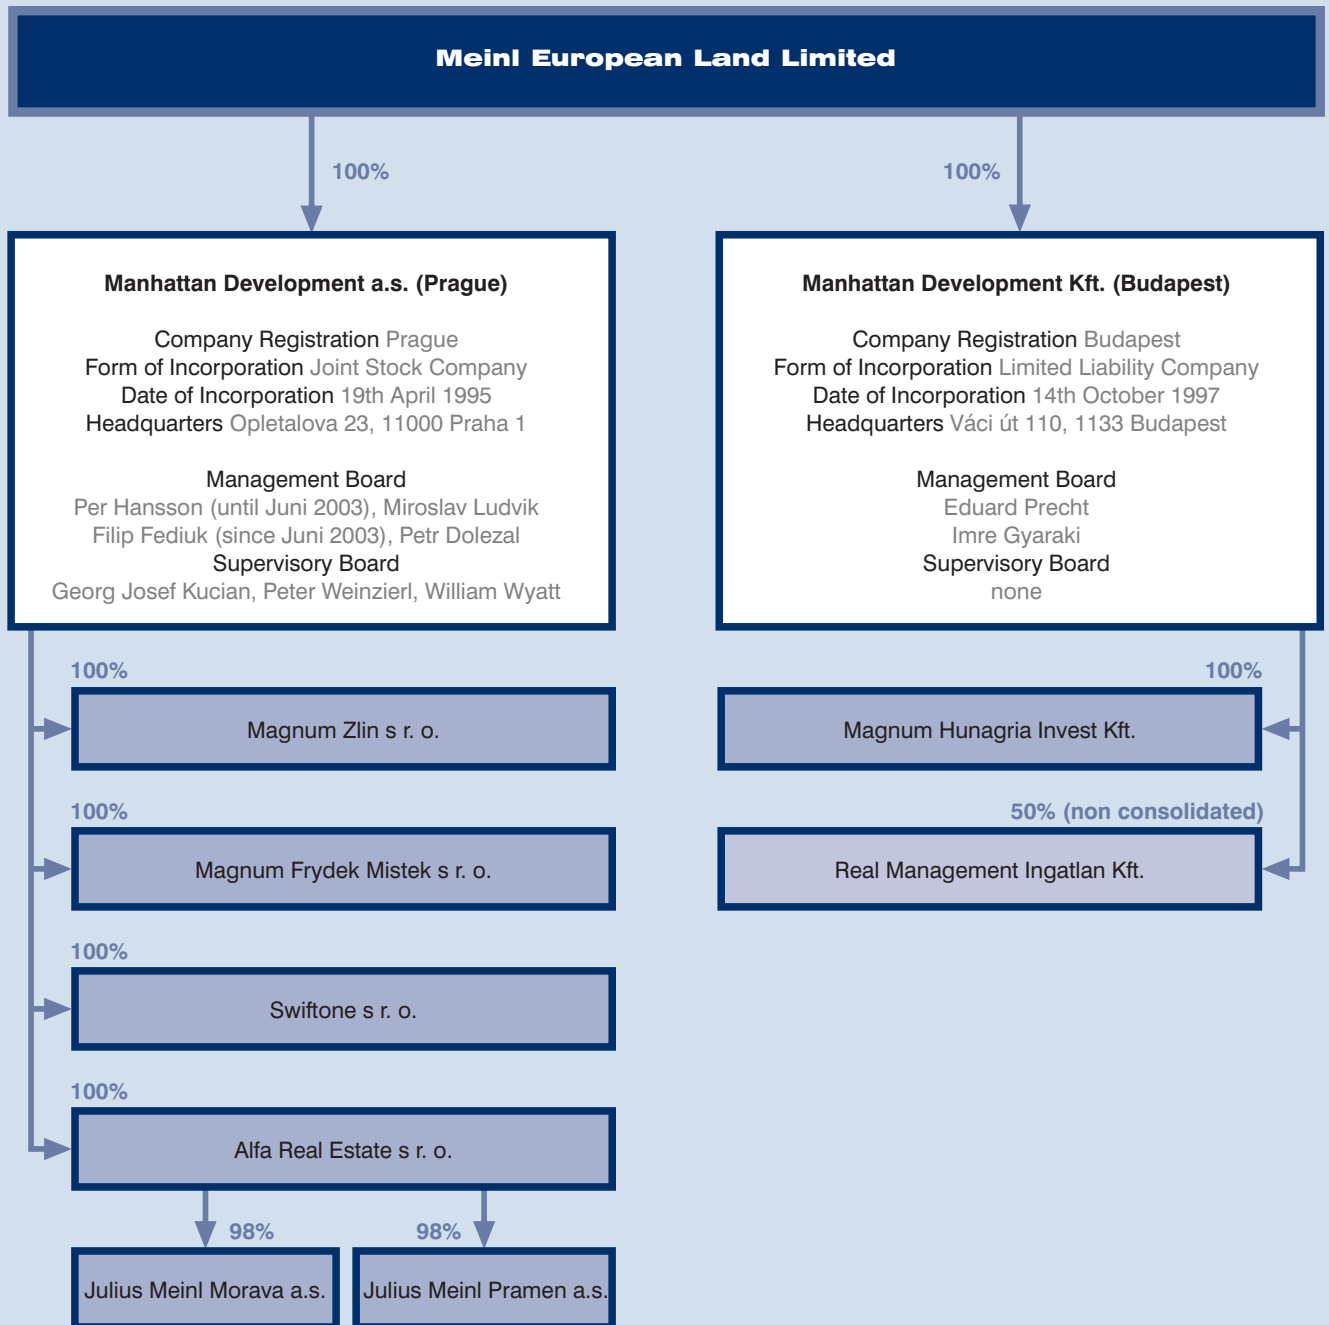 Meinl European Land Limited
100%
100%
Manhattan Development a.s. (Prague)
Company Registration Prague
Form of Incorporation Joint Stock Company
Date of Incorporation 19th April 1995
Headquarters Opletalova 23, 11000 Praha 1
Management Board
Per Hansson (until Juni 2003), Miroslav Ludvik
Filip Fediuk (since Juni 2003), Petr Dolezal
Supervisory Board
Georg Josef Kucian, Peter Weinzierl, William Wyatt
Manhattan Development Kft. (Budapest)
Company Registration Budapest
Form of Incorporation Limited Liability Company
Date of Incorporation 14th October 1997
Headquarters Váci út 110, 1133 Budapest
Management Board
Eduard Precht
Imre Gyaraki
Supervisory Board
none
100%
Magnum Zlin s r. o.
100%
Magnum Frydek Mistek s r. o.
100%
Swiftone s r. o.
100%
Alfa Real Estate s r. o.
98%
98%
Julius Meinl Morava a.s.
Julius Meinl Pramen a.s.
100%
Magnum Hunagria Invest Kft.
50% (non consolidated)
Real Management Ingatlan Kft.